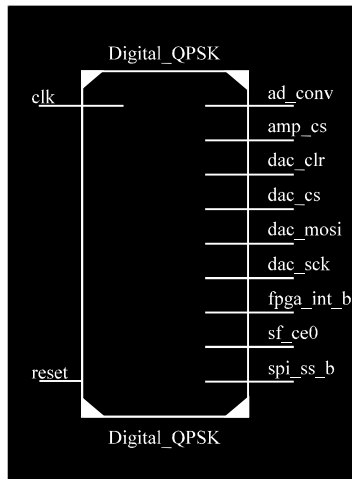 Digital_QPSK
clk
ad_conv
amp_cs
dac_clr
dac_cs
dac_mosi
dac_sck
fpga_int_b
sf_ce0
reset
spi_ss_b
Digital_QPSK